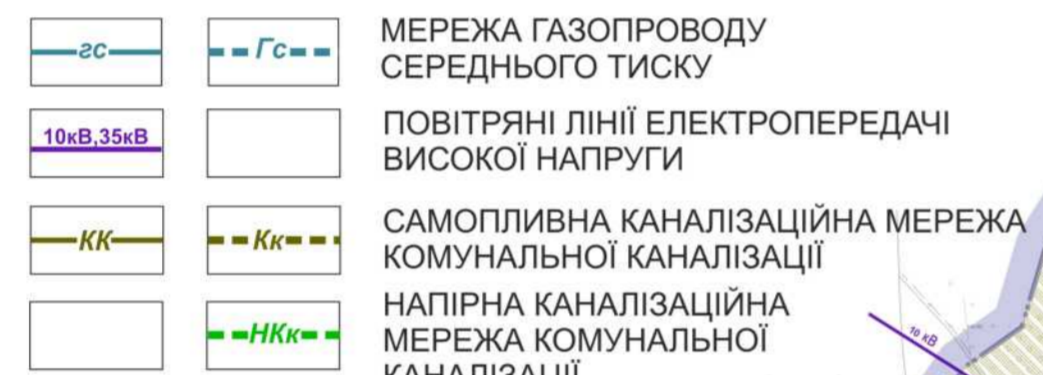 гс Гс МЕРЕЖА ГАЗОПРОВОДУ
СЕРЕДНЬОГО ТИСКУ
10кВ,35кВ ПОВІТРЯНІ ЛІНІЇ ЕЛЕКТРОПЕРЕДАЧІ
ВИСОКОЇ НАПРУГИ
КК Кк САМОПЛИВНА КАНАЛІЗАЦІЙНА МЕРЕЖА
КОМУНАЛЬНОЇ КАНАЛІЗАЦІЇ
НАПІРНА КАНАЛІЗАЦІЙНА
НКк МЕРЕЖА КОМУНАЛЬНОЇ
КАНАЛІЗАЦІЇ
10 кВ